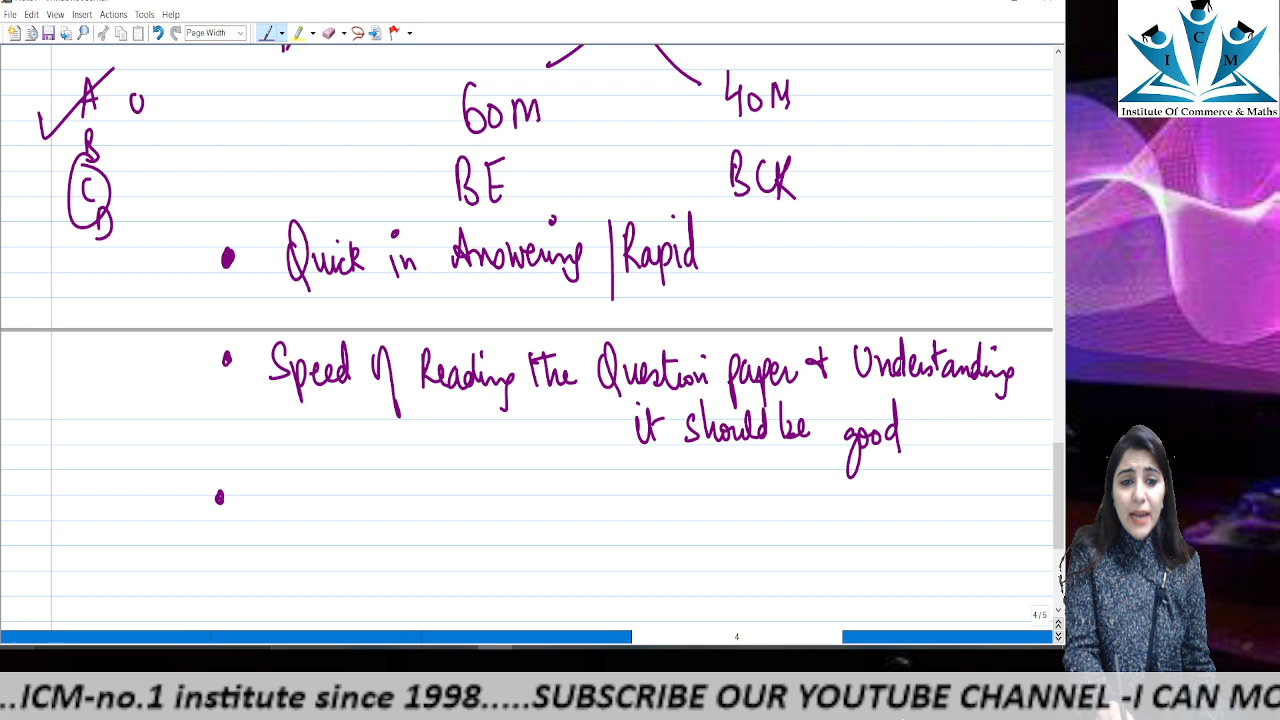 File Edit View Insert Actions Tools Help
Page Width
I C M
Institute Of Commerce & Maths
A
B
C
D
60M 40M
BE BCK
• Quick in Answering | Rapid
• Speed of Reading the Question paper & Understanding
it should be good
•
4/5
4
...ICM-no.1 institute since 1998.....SUBSCRIBE OUR YOUTUBE CHANNEL -I CAN MO